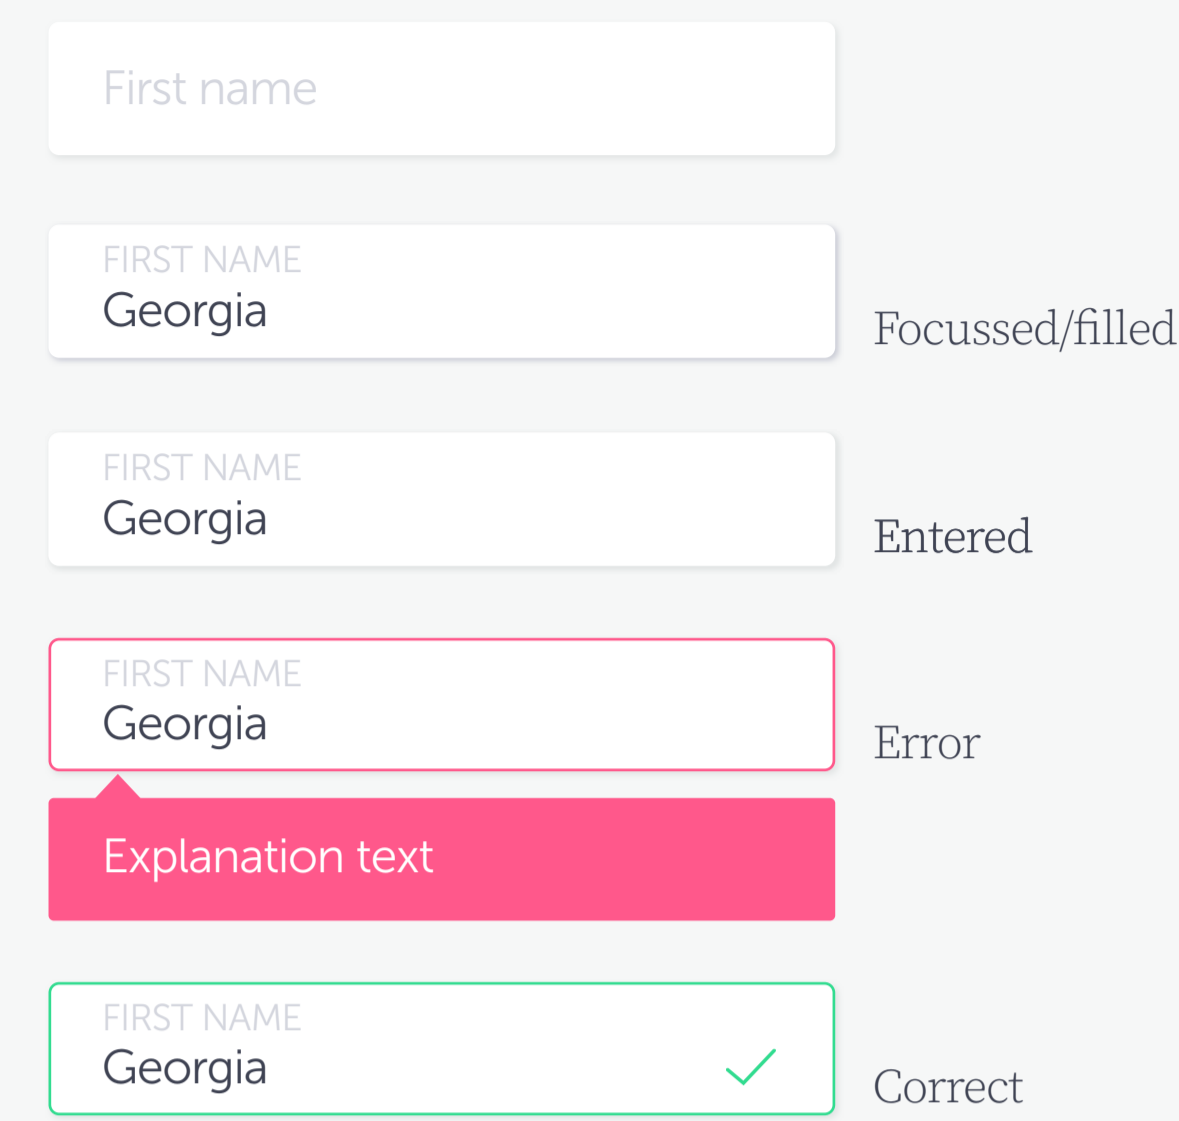 First name
FIRST NAME
Georgia
Focussed/filled
FIRST NAME
Georgia
Entered
FIRST NAME
Georgia
Error
Explanation text
FIRST NAME
Georgia
Correct